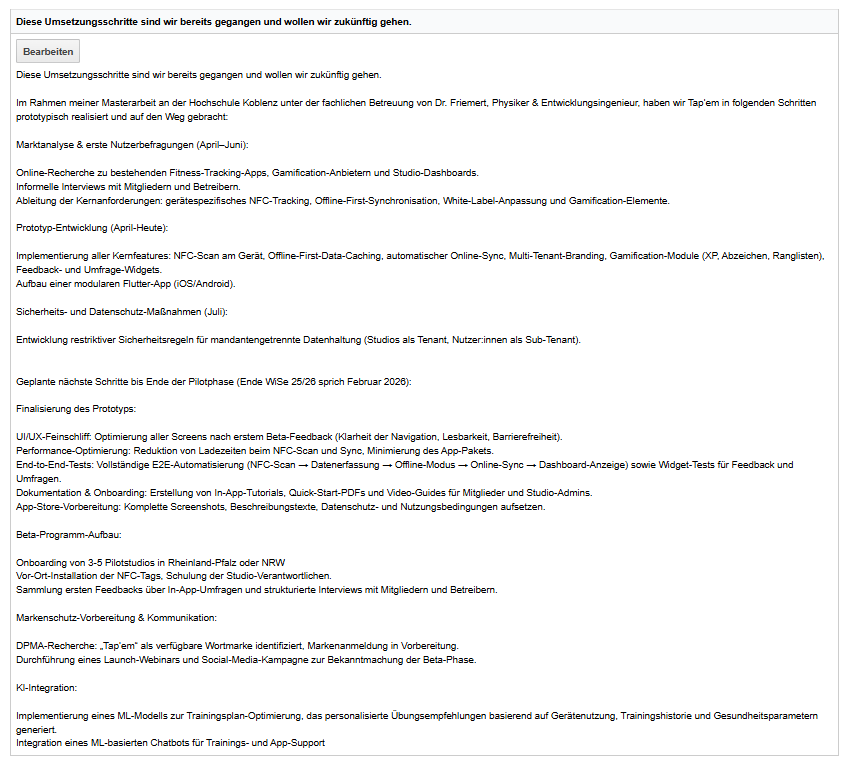 Diese Umsetzungsschritte sind wir bereits gegangen und wollen wir zukünftig gehen.
Bearbeiten
Diese Umsetzungsschritte sind wir bereits gegangen und wollen wir zukünftig gehen.
Im Rahmen meiner Masterarbeit an der Hochschule Koblenz unter der fachlichen Betreuung von Dr. Friemert, Physiker & Entwicklungsingenieur, haben wir Tap'em in folgenden Schritten
prototypisch realisiert und auf den Weg gebracht:
Marktanalyse & erste Nutzerbefragungen (April–Juni):
Online-Recherche zu bestehenden Fitness-Tracking-Apps, Gamification-Anbietern und Studio-Dashboards.
Informelle Interviews mit Mitgliedern und Betreibern.
Ableitung der Kernanforderungen: gerätespezifisches NFC-Tracking, Offline-First-Synchronisation, White-Label-Anpassung und Gamification-Elemente.
Prototyp-Entwicklung (April-Heute):
Implementierung aller Kernfeatures: NFC-Scan am Gerät, Offline-First-Data-Caching, automatischer Online-Sync, Multi-Tenant-Branding, Gamification-Module (XP, Abzeichen, Ranglisten),
Feedback- und Umfrage-Widgets.
Aufbau einer modularen Flutter-App (iOS/Android).
Sicherheits- und Datenschutz-Maßnahmen (Juli):
Entwicklung restriktiver Sicherheitsregeln für mandantengetrennte Datenhaltung (Studios als Tenant, Nutzer:innen als Sub-Tenant).
Geplante nächste Schritte bis Ende der Pilotphase (Ende WiSe 25/26 sprich Februar 2026):
Finalisierung des Prototyps:
UI/UX-Feinschliff: Optimierung aller Screens nach erstem Beta-Feedback (Klarheit der Navigation, Lesbarkeit, Barrierefreiheit).
Performance-Optimierung: Reduktion von Ladezeiten beim NFC-Scan und Sync, Minimierung des App-Pakets.
End-to-End-Tests: Vollständige E2E-Automatisierung (NFC-Scan → Datenerfassung → Offline-Modus → Online-Sync → Dashboard-Anzeige) sowie Widget-Tests für Feedback und
Umfragen.
Dokumentation & Onboarding: Erstellung von In-App-Tutorials, Quick-Start-PDFs und Video-Guides für Mitglieder und Studio-Admins.
App-Store-Vorbereitung: Komplette Screenshots, Beschreibungstexte, Datenschutz- und Nutzungsbedingungen aufsetzen.
Beta-Programm-Aufbau:
Onboarding von 3-5 Pilotstudios in Rheinland-Pfalz oder NRW
Vor-Ort-Installation der NFC-Tags, Schulung der Studio-Verantwortlichen.
Sammlung ersten Feedbacks über In-App-Umfragen und strukturierte Interviews mit Mitgliedern und Betreibern.
Markenschutz-Vorbereitung & Kommunikation:
DPMA-Recherche: „Tap'em“ als verfügbare Wortmarke identifiziert, Markenanmeldung in Vorbereitung.
Durchführung eines Launch-Webinars und Social-Media-Kampagne zur Bekanntmachung der Beta-Phase.
KI-Integration:
Implementierung eines ML-Modells zur Trainingsplan-Optimierung, das personalisierte Übungsempfehlungen basierend auf Gerätenutzung, Trainingshistorie und Gesundheitsparametern
generiert.
Integration eines ML-basierten Chatbots für Trainings- und App-Support